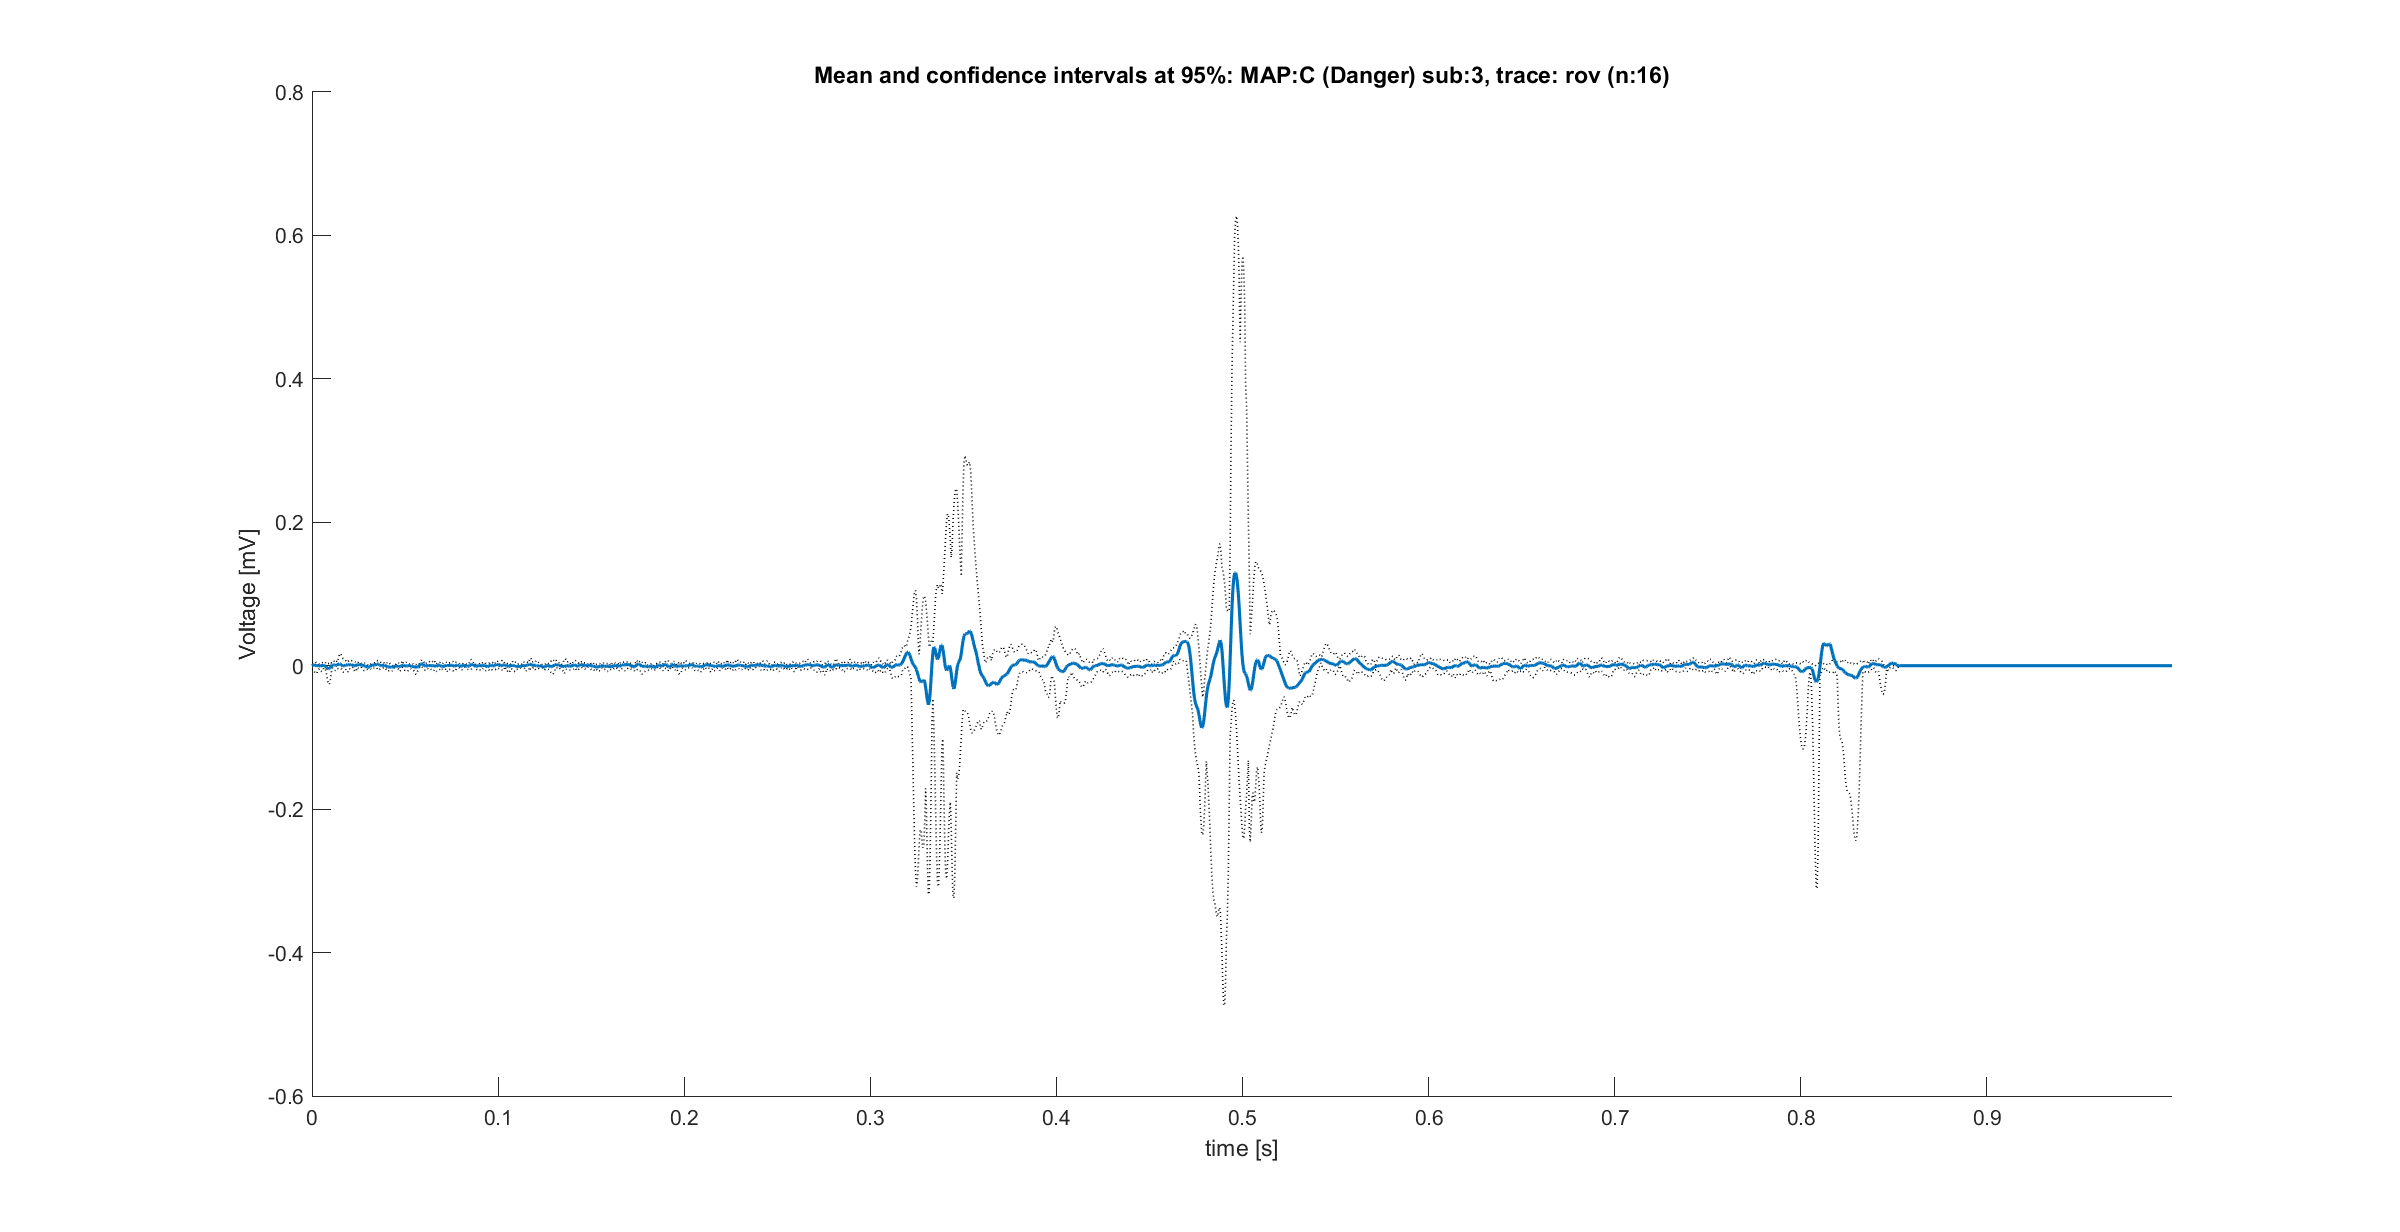 Mean and confidence intervals at 95%: MAP:C (Danger) sub:3, trace: rov (n:16)
0.8
0.6
0.4
0.2
0
-0.2
-0.4
-0.6
Voltage [mV]
0 0.1 0.2 0.3 0.4 0.5 0.6 0.7 0.8 0.9
time [s]